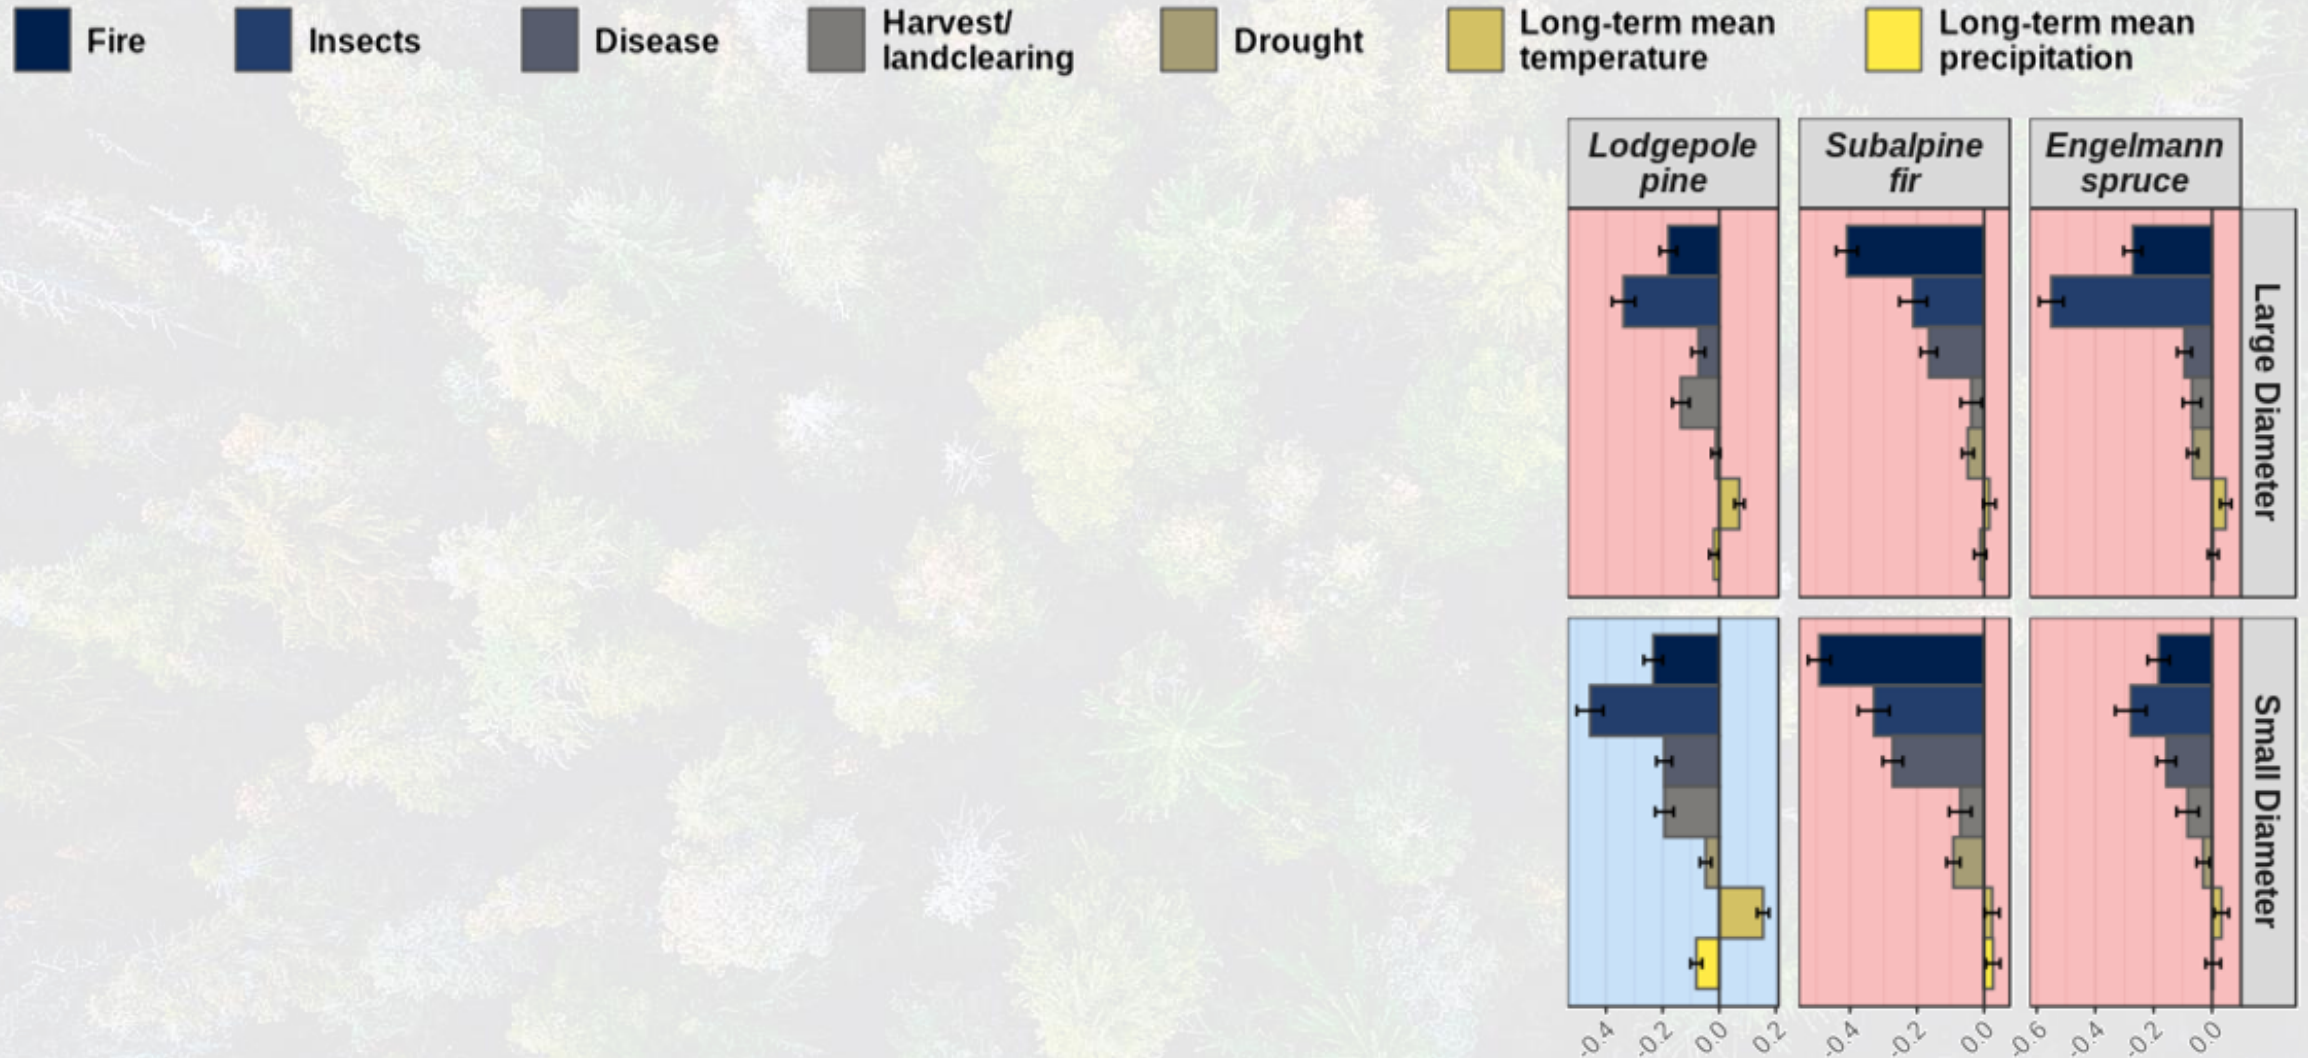 Fire
Insects
Disease
Harvest/
landclearing
Drought
Long-term mean
temperature
Long-term mean
precipitation
Lodgepole
pine
Subalpine
fir
Engelmann
spruce
Large Diameter
Small Diameter
-0.4 -0.2 0.0 0.2
-0.4 -0.2 0.0
-0.6 -0.4 -0.2 0.0